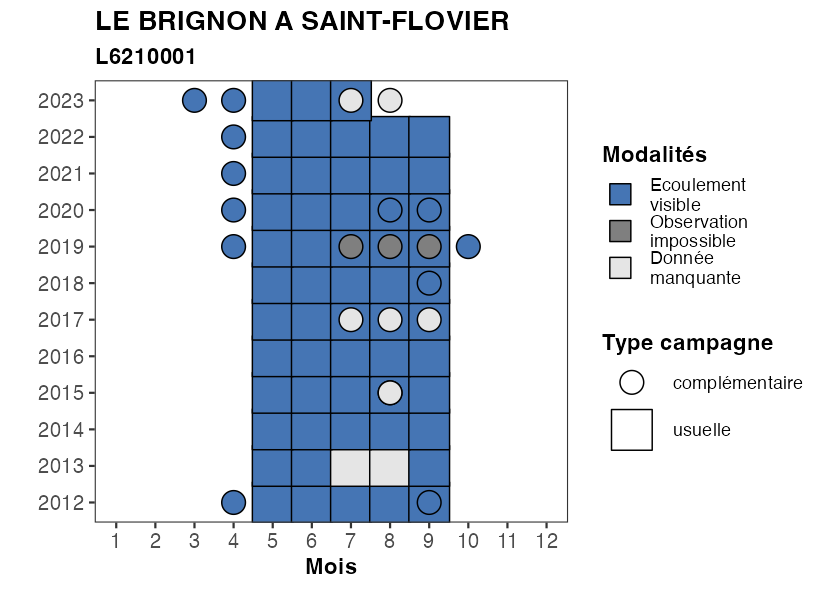 LE BRIGNON A SAINT-FLOVIER
L6210001
2023
2022
2021
2020
2019
2018
2017
2016
2015
2014
2013
2012
1 2 3 4 5 6 7 8 9 10 11 12
Mois
Modalités
Ecoulement
visible
Observation
impossible
Donnée
manquante
Type campagne
complémentaire
usuelle